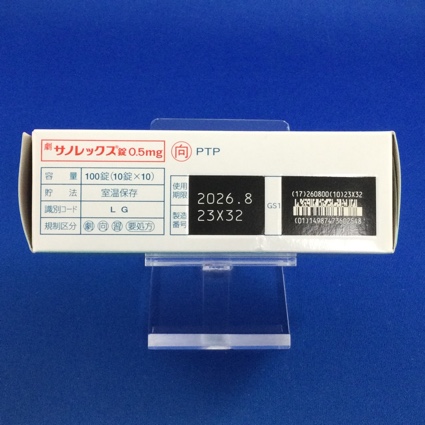 劇 サノレックス錠0.5mg 向 PTP
容量 100錠(10錠×10)
貯法 室温保存
識別コード LG
規制区分 劇 向 習 要処方
使用期限 2026.8
製造番号 23X32
GS1
(17)260800(10)23X32
(01)14987473602548